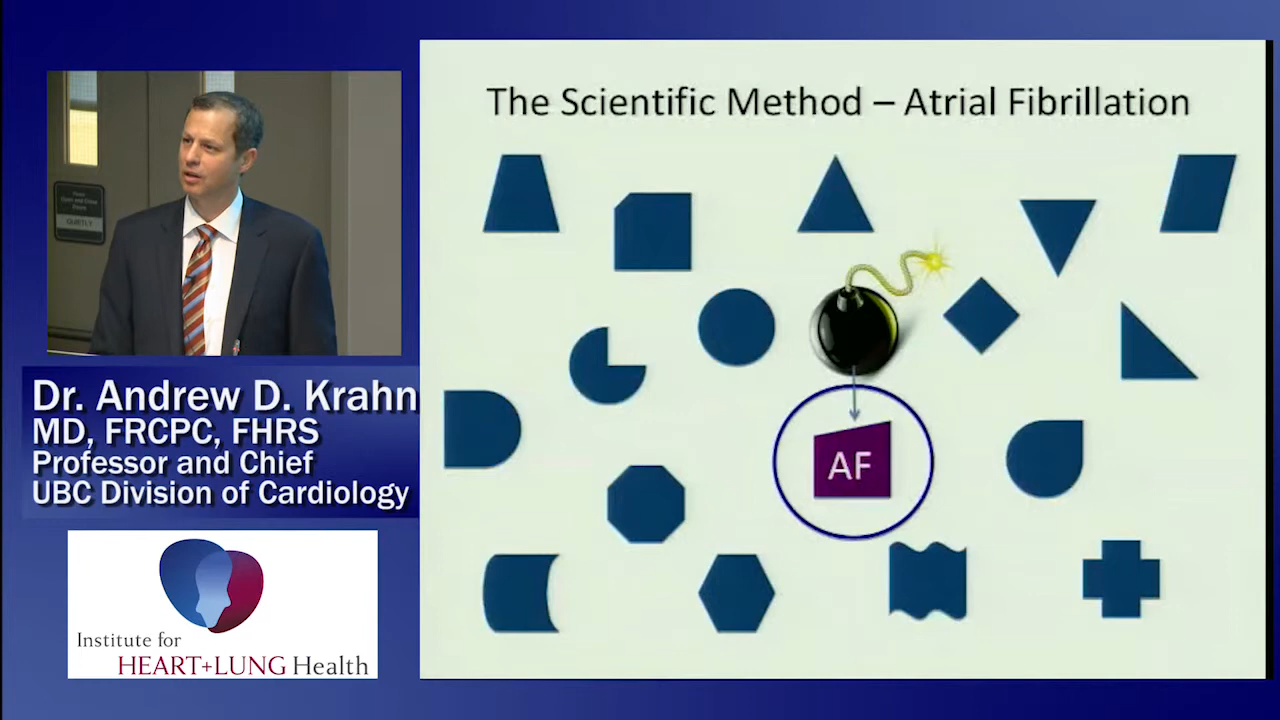 The Scientific Method – Atrial Fibrillation
AF
QUIETLY
Dr. Andrew D. Krahn
MD, FRCPC, FHRS
Professor and Chief
UBC Division of Cardiology
Institute for
HEART+LUNG Health